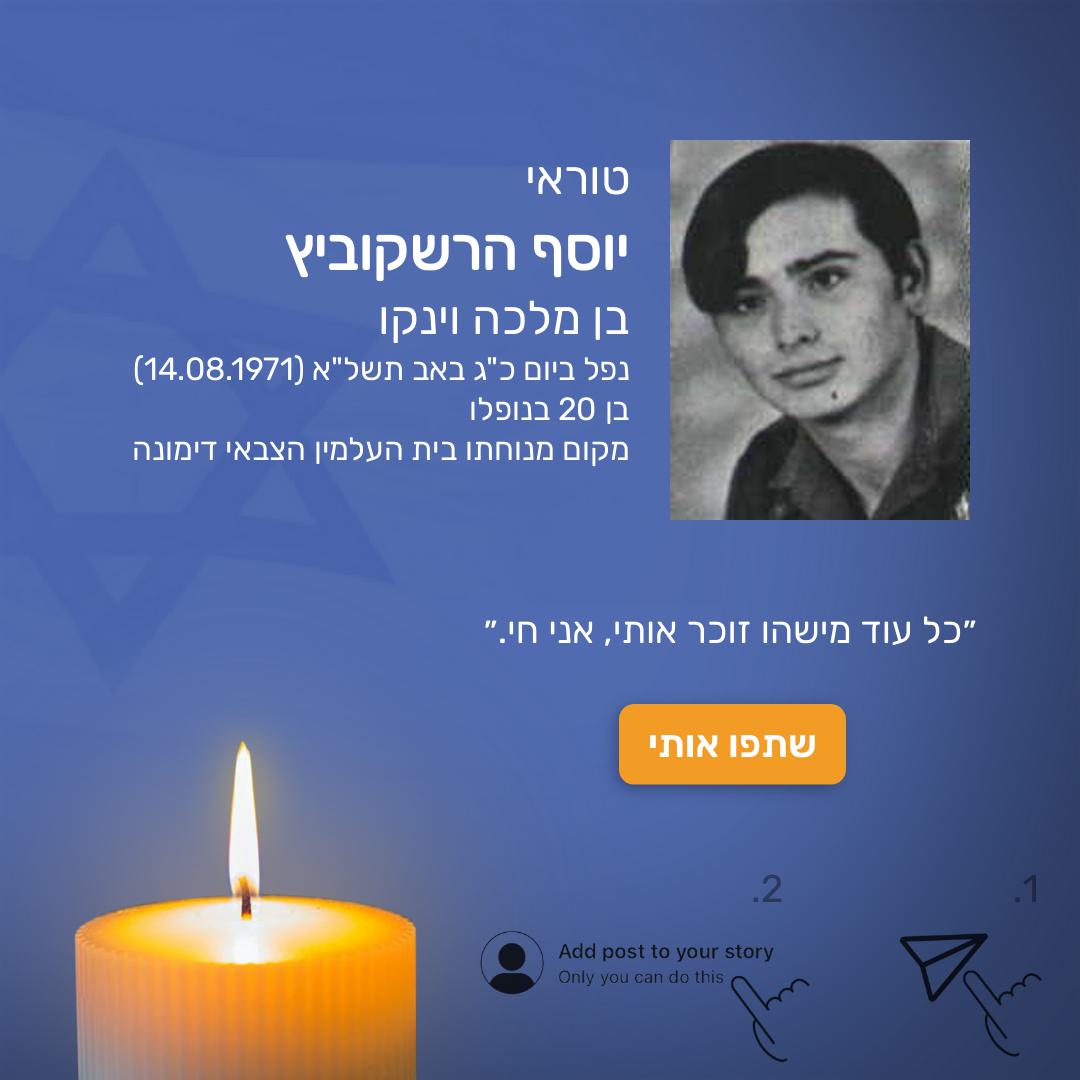 טוראי
יוסף הרשקוביץ
בן מלכה וינקו
נפל ביום כ"ג באב תשל"א (14.08.1971)
בן 20 בנופלו
מקום מנוחתו בית העלמין הצבאי דימונה
״כל עוד מישהו זוכר אותי, אני חי.״
שתפו אותי
1.
2.
Add post to your story
Only you can do this